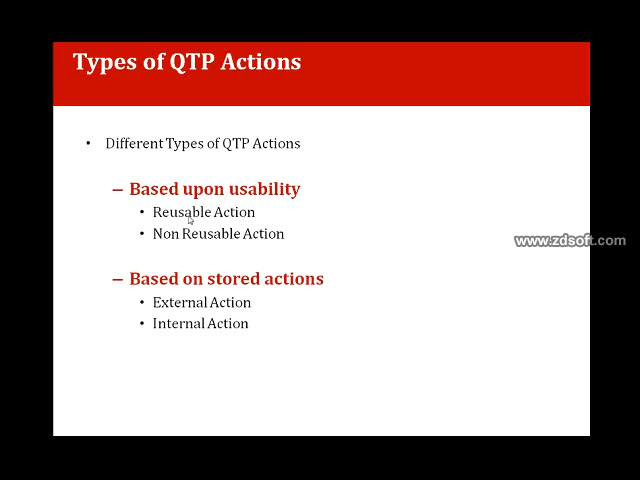 Types of QTP Actions
• Different Types of QTP Actions
– Based upon usability
• Reusable Action
• Non Reusable Action
www.zdsoft.com
– Based on stored actions
• External Action
• Internal Action